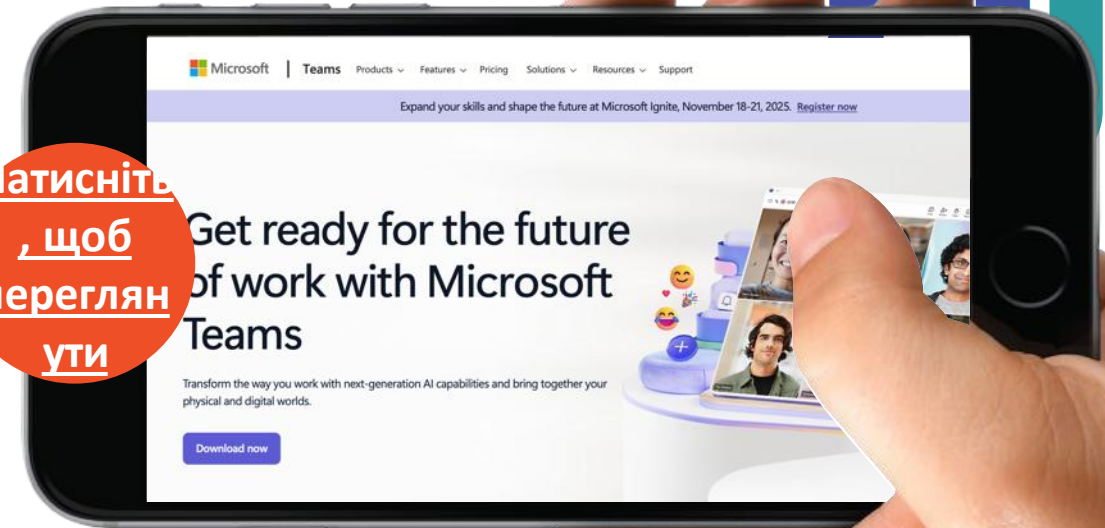 Microsoft | Teams Products Features Pricing Solutions Resources Support
Expand your skills and shape the future at Microsoft Ignite, November 18-21, 2025. Register now
атисніть
, щоб
переглян
ути
Get ready for the future
of work with Microsoft
Teams
Transform the way you work with next-generation AI capabilities and bring together your
physical and digital worlds.
Download now